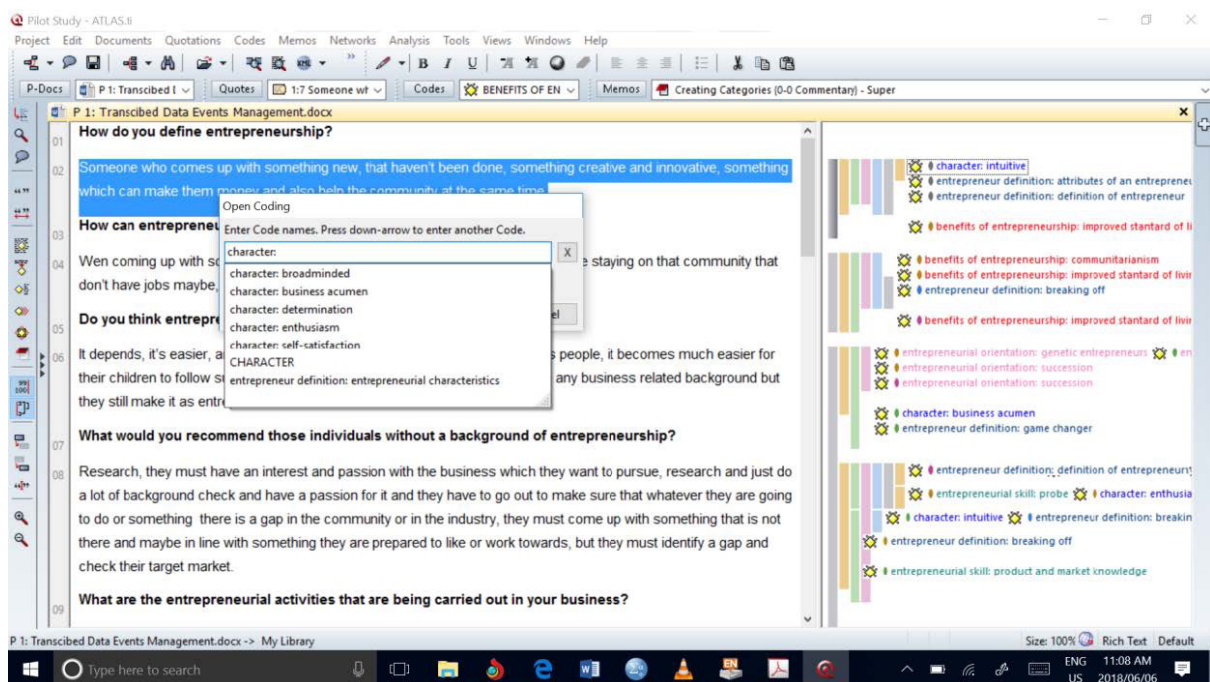 Pilot Study - ATLAS.ti
Project Edit Documents Quotations Codes Memos Networks Analysis Tools Views Windows Help
B I U
P-Docs P 1: Transcibed I Quotes 1:7 Someone wh Codes BENEFITS OF EN Memos Creating Categories {0-0 Commentary} - Super
P 1: Transcibed Data Events Management.docx
01 How do you define entrepreneurship?
02 Someone who comes up with something new, that haven't been done, something creative and innovative, something
which can make them money and also help the community at the same time
03 How can entrepreneu
04 Wen coming up with so
e staying on that community that
don't have jobs maybe,
05 Do you think entrepre
06 It depends, it's easier, a
s people, it becomes much easier for
their children to follow su
any business related background but
they still make it as entre
07 What would you recommend those individuals without a background of entrepreneurship?
08 Research, they must have an interest and passion with the business which they want to pursue, research and just do
a lot of background check and have a passion for it and they have to go out to make sure that whatever they are going
to do or something there is a gap in the community or in the industry, they must come up with something that is not
there and maybe in line with something they are prepared to like or work towards, but they must identify a gap and
check their target market.
09 What are the entrepreneurial activities that are being carried out in your business?
Open Coding
Enter Code names. Press down-arrow to enter another Code.
character: X
character: broadminded
character: business acumen
character: determination
character: enthusiasm
character: self-satisfaction
CHARACTER
entrepreneur definition: entrepreneurial characteristics
el
character: intuitive
entrepreneur definition: attributes of an entrepreneu
entrepreneur definition: definition of entrepreneur
benefits of entrepreneurship: improved stantard of li
benefits of entrepreneurship: communitarianism
benefits of entrepreneurship: improved stantard of livin
entrepreneur definition: breaking off
benefits of entrepreneurship: improved stantard of livin
entrepreneurial orientation: genetic entrepreneurs en
entrepreneurial orientation: succession
entrepreneurial orientation: succession
character: business acumen
entrepreneur definition: game changer
entrepreneur definition: definition of entrepreneur
entrepreneurial skill: probe character: enthusia
character: intuitive entrepreneur definition: breakin
entrepreneur definition: breaking off
entrepreneurial skill: product and market knowledge
P 1: Transcibed Data Events Management.docx -> My Library Size: 100% Rich Text Default
Type here to search
EN
ENG 11:08 AM
US 2018/06/06